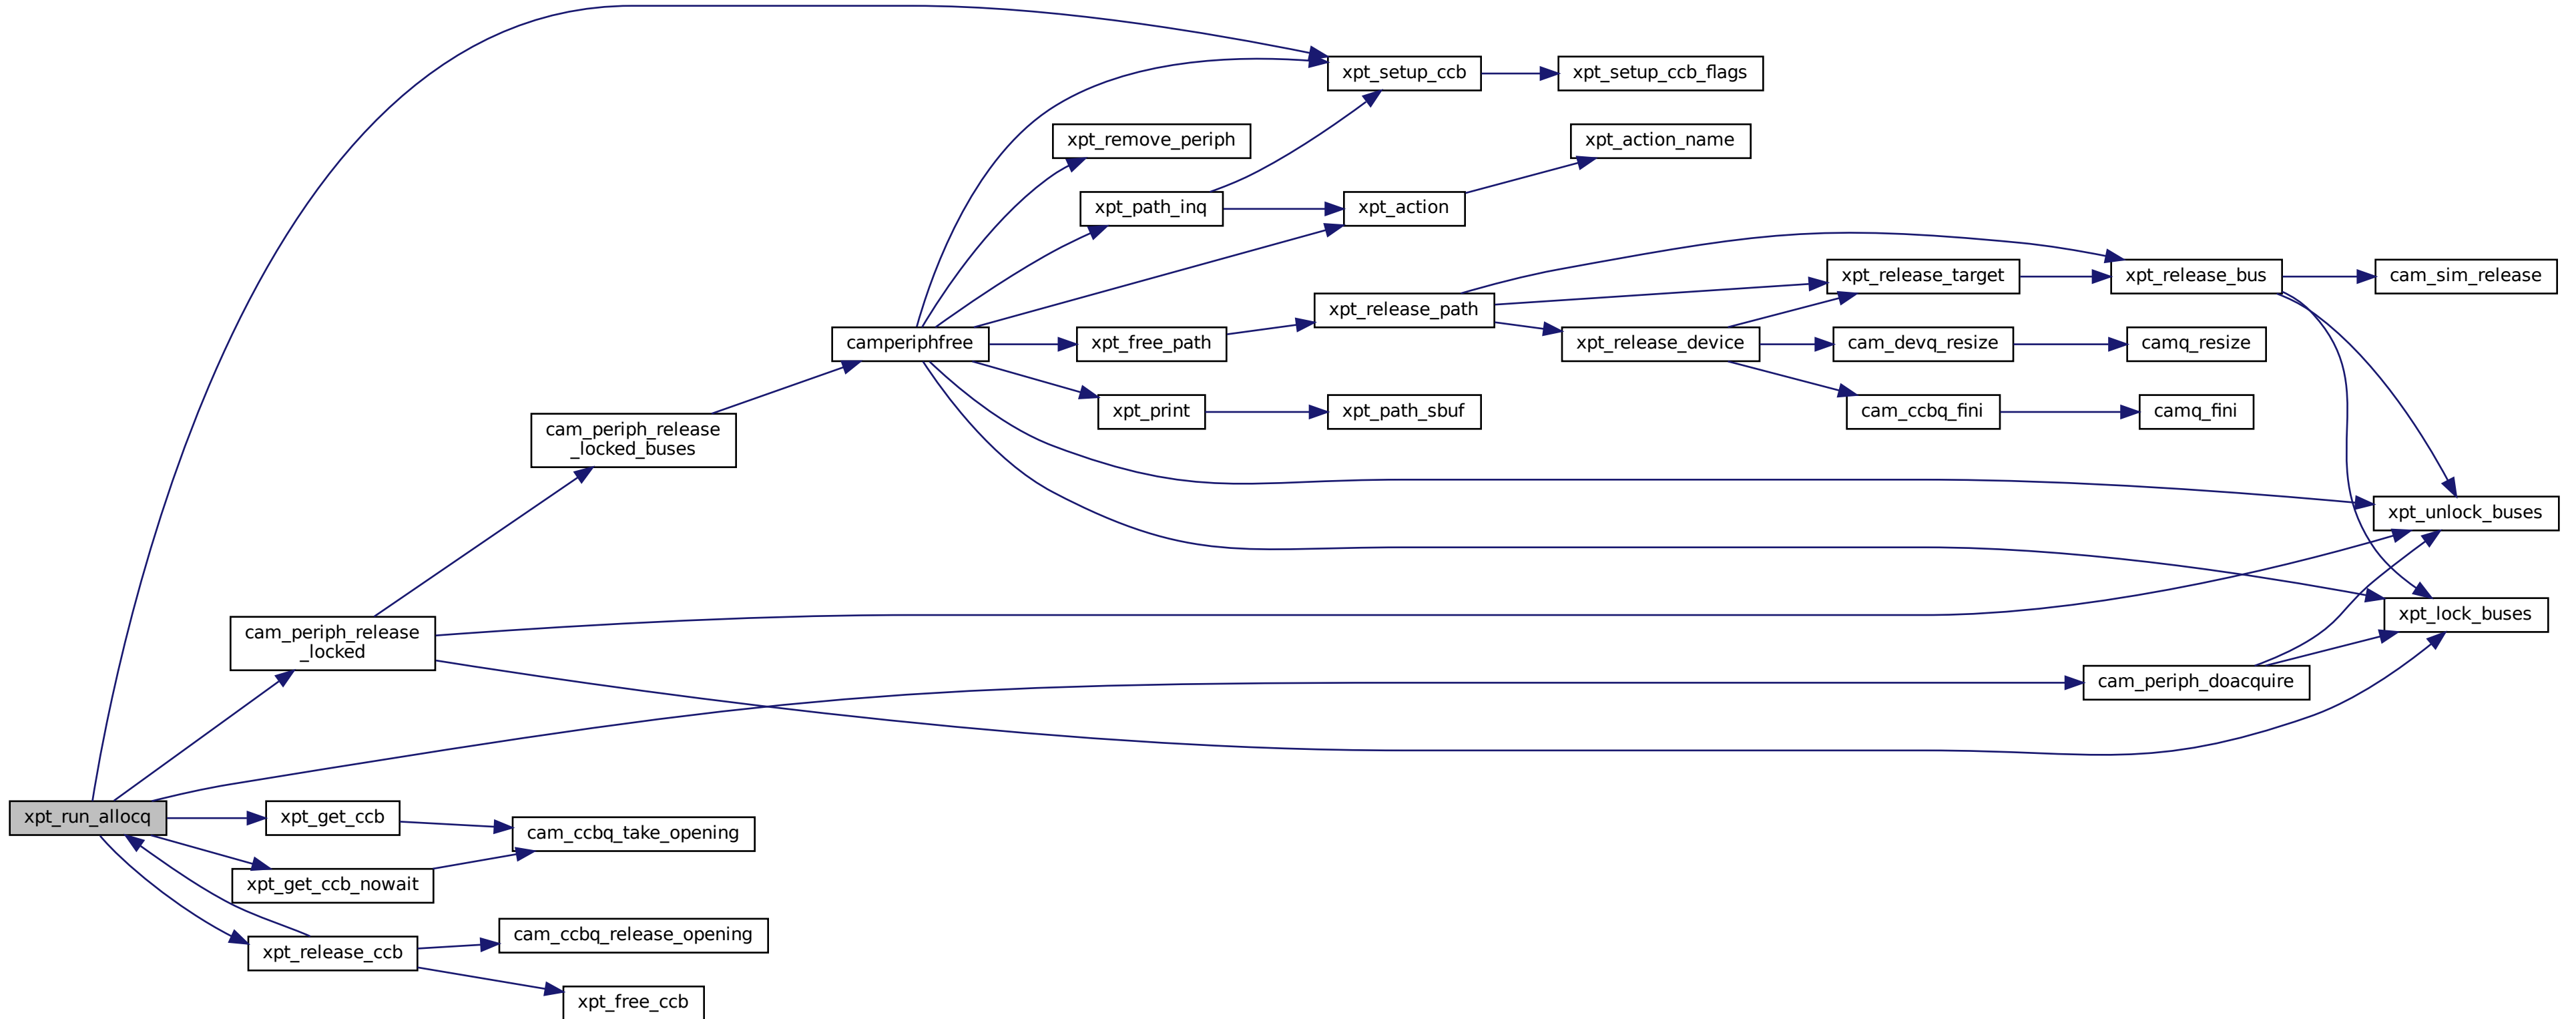 xpt_setup_ccb
xpt_setup_ccb_flags
xpt_remove_periph
xpt_action_name
xpt_path_inq
xpt_action
xpt_release_target
xpt_release_bus
cam_sim_release
xpt_release_path
camperiphfree
xpt_free_path
xpt_release_device
cam_devq_resize
camq_resize
xpt_print
xpt_path_sbuf
cam_ccbq_fini
camq_fini
cam_periph_release
_locked_buses
xpt_unlock_buses
xpt_lock_buses
cam_periph_release
_locked
cam_periph_doacquire
xpt_run_allocq
xpt_get_ccb
cam_ccbq_take_opening
xpt_get_ccb_nowait
cam_ccbq_release_opening
xpt_release_ccb
xpt_free_ccb